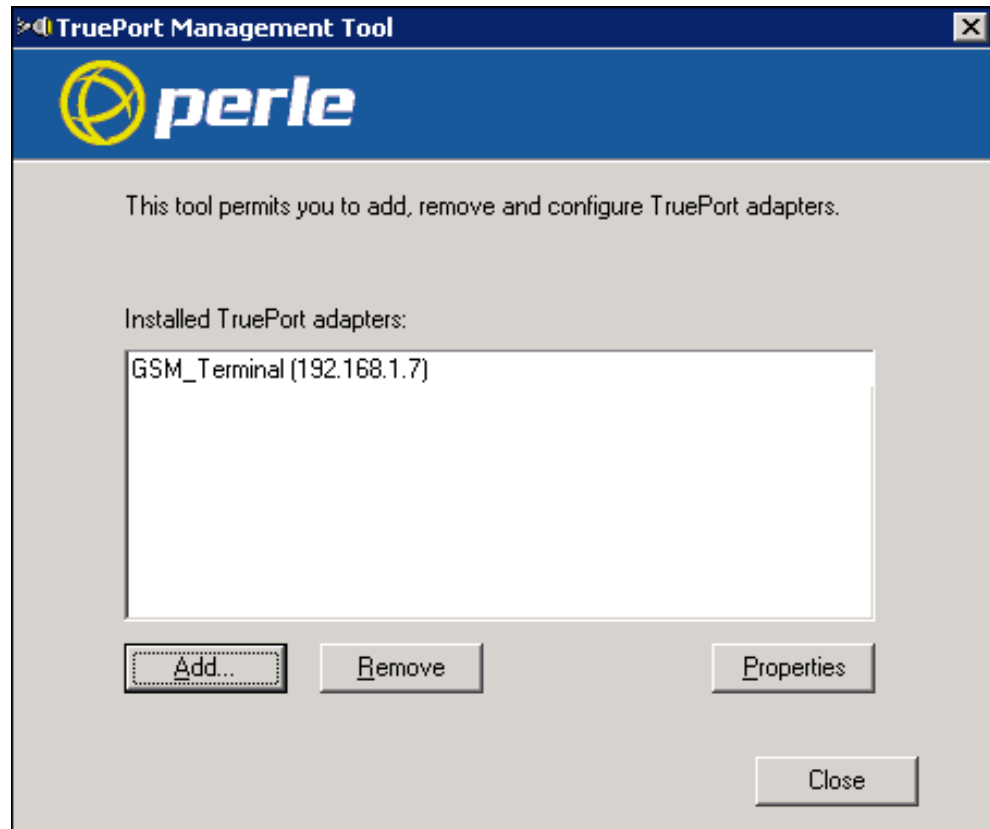 TruePort Management Tool
perle
This tool permits you to add, remove and configure TruePort adapters.
Installed TruePort adapters:
GSM_Terminal (192.168.1.7)
Add...
Remove
Properties
Close